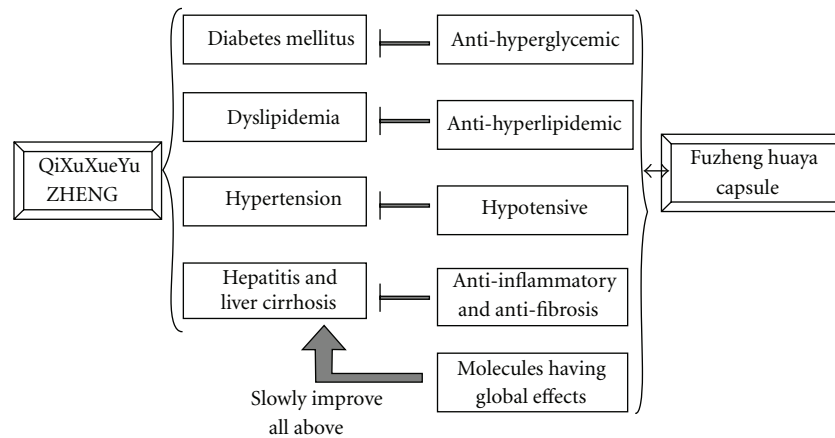 QiXuXueYu
ZHENG
Diabetes mellitus
Dyslipidemia
Hypertension
Hepatitis and
liver cirrhosis
Slowly improve
all above
Anti-hyperglycemic
Anti-hyperlipidemic
Hypotensive
Anti-inflammatory
and anti-fibrosis
Molecules having
global effects
Fuzheng huaya
capsule